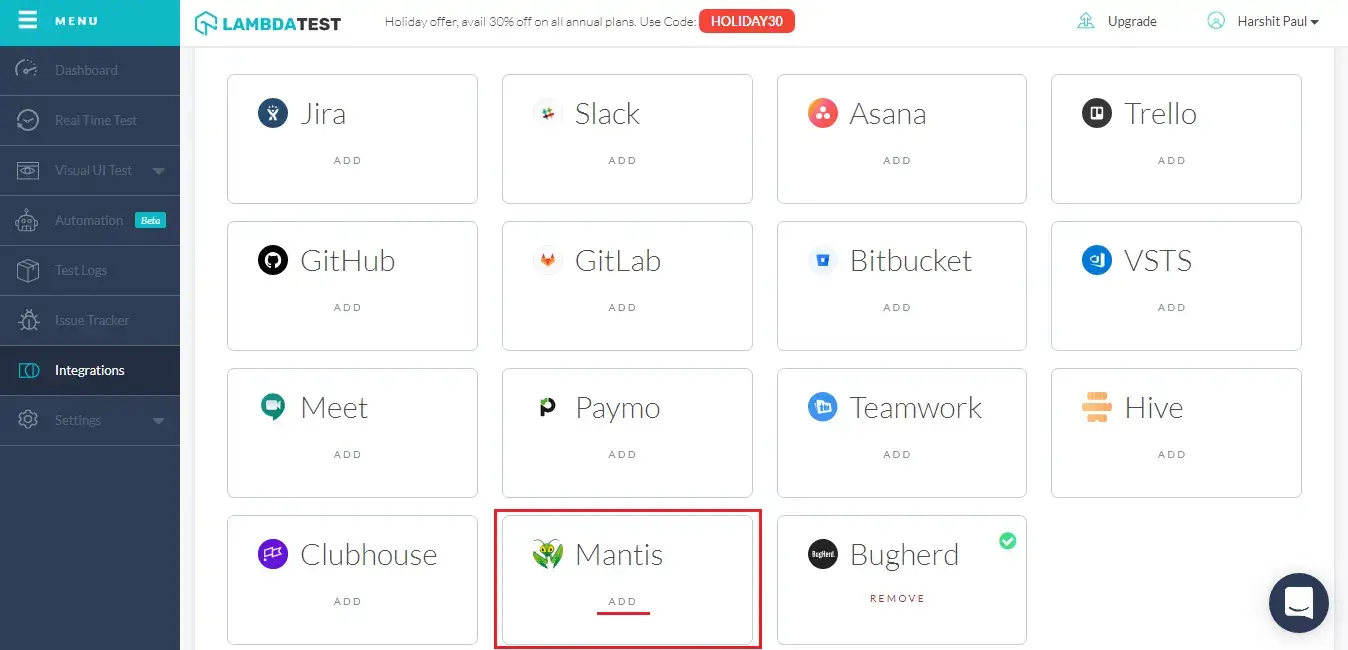 MENU
LAMBDATEST
Holiday offer, avail 30% off on all annual plans. Use Code: HOLIDAY30
Upgrade
Harshit Paul
Dashboard
Real Time Test
Visual UI Test
Automation Beta
Test Logs
Issue Tracker
Integrations
Settings
Jira
ADD
Slack
ADD
Asana
ADD
Trello
ADD
GitHub
ADD
GitLab
ADD
Bitbucket
ADD
VSTS
ADD
Meet
ADD
Paymo
ADD
Teamwork
ADD
Hive
ADD
Clubhouse
ADD
Mantis
ADD
BugHerd.
Bugherd
REMOVE